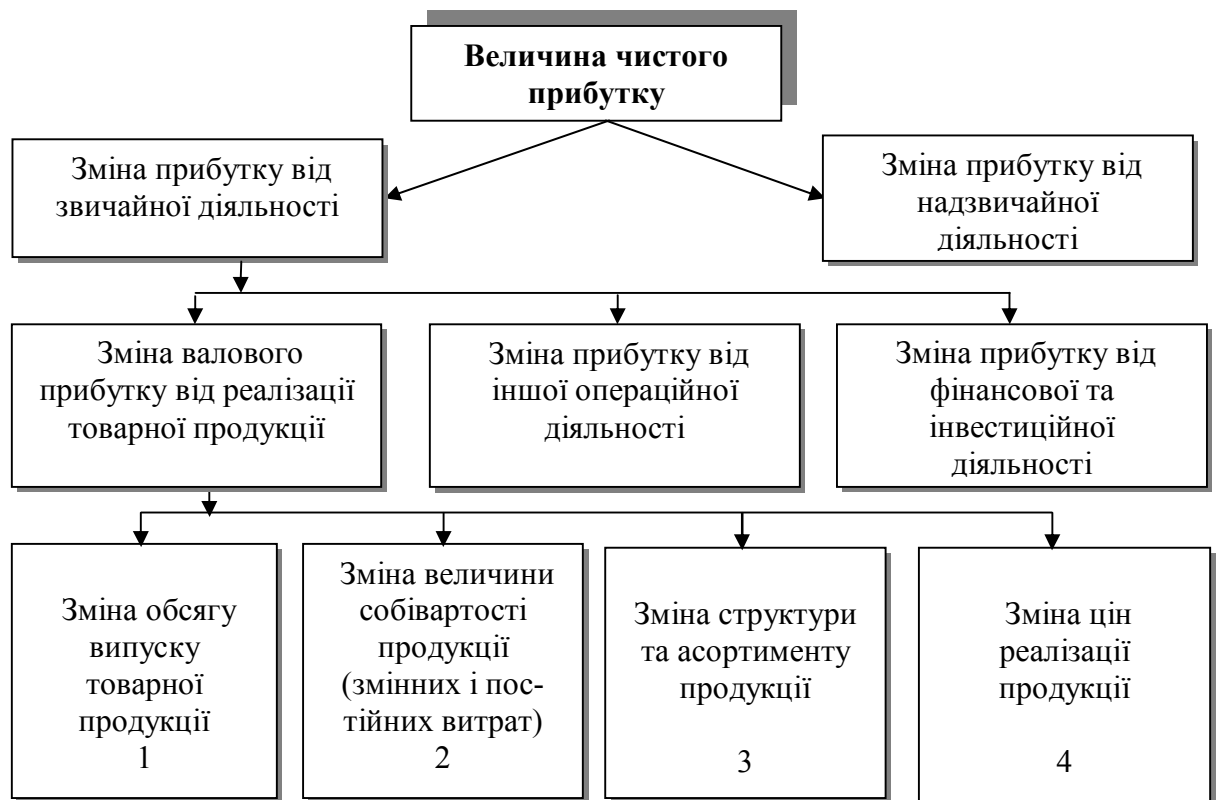 Величина чистого
прибутку
Зміна прибутку від
звичайної діяльності
Зміна прибутку від
надзвичайної
діяльності
Зміна валового
прибутку від реалізації
товарної продукції
Зміна прибутку від
іншої операційної
діяльності
Зміна прибутку від
фінансової та
інвестиційної
діяльності
Зміна обсягу
випуску
товарної
продукції
1
Зміна величини
собівартості
продукції
(змінних і пос-
тійних витрат)
2
Зміна структури
та асортименту
продукції
3
Зміна цін
реалізації
продукції
4